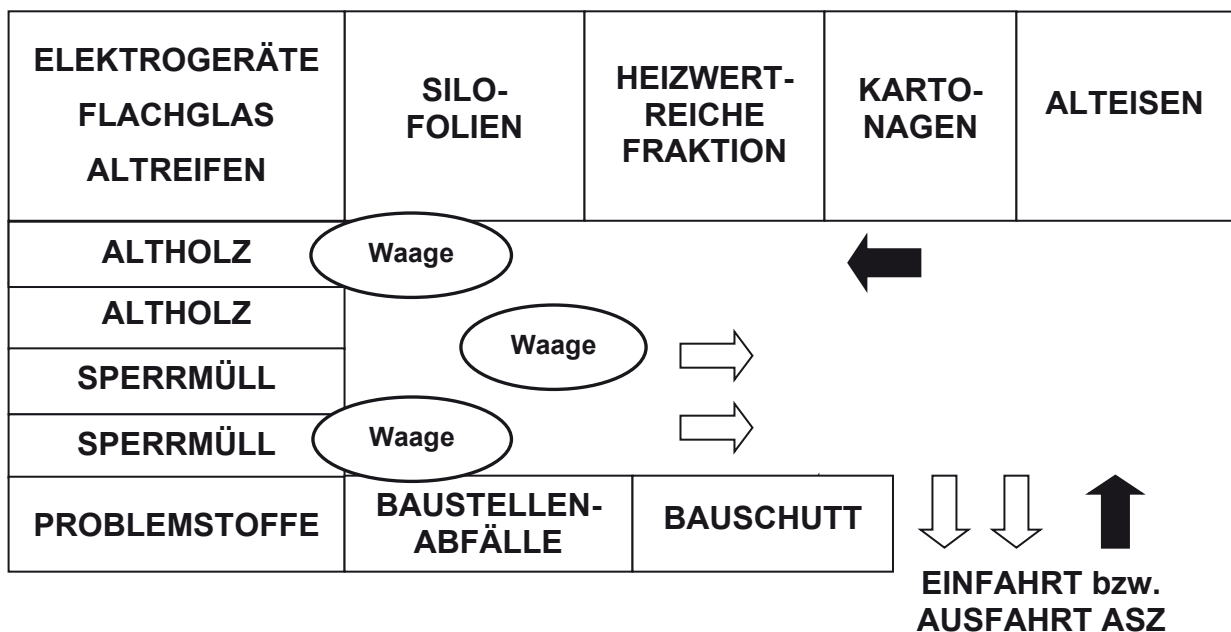 ELEKTROGERÄTE
FLACHGLAS
ALTREIFEN
SILO-
FOLIEN
HEIZWERT-
REICHE
FRAKTION
KARTO-
NAGEN
ALTEISEN
ALTHOLZ
Waage
ALTHOLZ
Waage
SPERRMÜLL
SPERRMÜLL
Waage
PROBLEMSTOFFE
BAUSTELLEN-
ABFÄLLE
BAUSCHUTT
EINFAHRT bzw.
AUSFAHRT ASZ